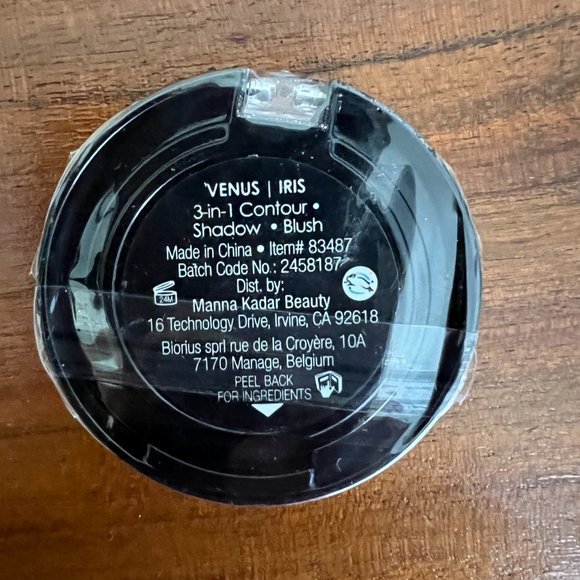 VENUS | IRIS
3-in-1 Contour •
Shadow • Blush
Made in China • Item# 83487
Batch Code No.: 2458187
Dist. by:
24M
Manna Kadar Beauty
16 Technology Drive, Irvine, CA 92618
Biorius sprl rue de la Croyère, 10A
7170 Manage, Belgium
PEEL BACK
FOR INGREDIENTS